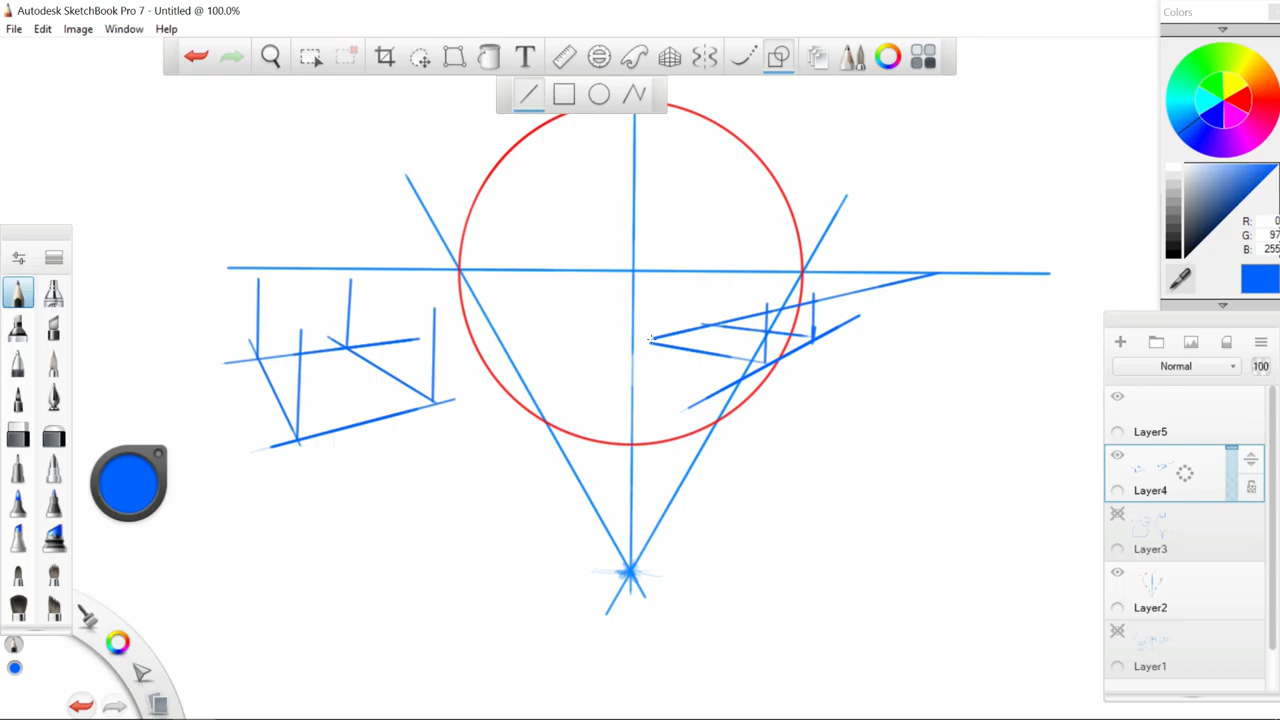 Autodesk SketchBook Pro 7 - Untitled @ 100.0%
File Edit Image Window Help
Colors
T
R: 0
G: 97
B: 255
Normal 100
Layer5
Layer4
Layer3
Layer2
Layer1